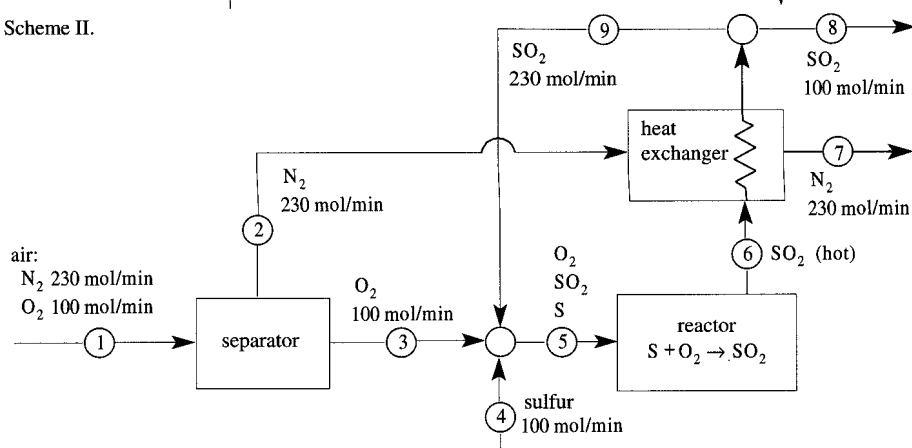 Scheme II.
9
SO₂
230 mol/min
8
SO₂
100 mol/min
heat
exchanger
7
N₂
230 mol/min
N₂
230 mol/min
2
6 SO₂ (hot)
air:
N₂ 230 mol/min
O₂ 100 mol/min
1
separator
O₂
100 mol/min
3
O₂
SO₂
S
5
reactor
S + O₂ → SO₂
4
sulfur
100 mol/min